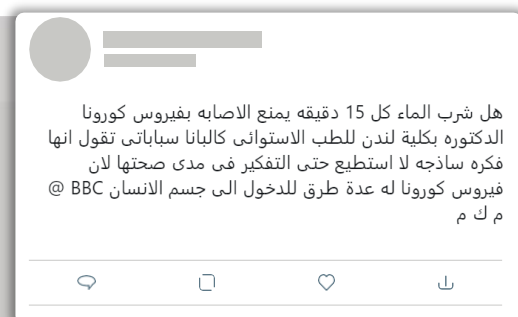 هل شرب الماء كل 15 دقيقه يمنع الاصابه بفيروس كورونا
الدكتوره بكلية لندن للطب الاستوائى كالبانا سباباتى تقول انها
فكره ساذجه لا استطيع حتى التفكير فى مدى صحتها لان
فيروس كورونا له عدة طرق للدخول الى جسم الانسان BBC @
م ك م